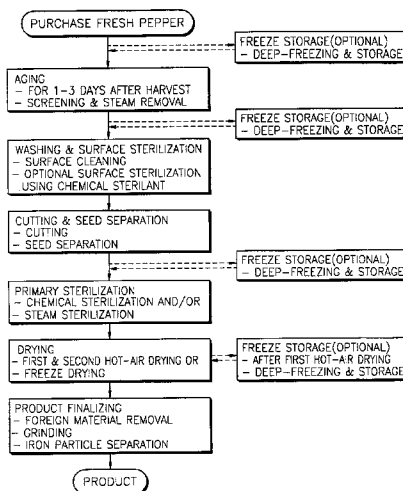 PURCHASE FRESH PEPPER
FREEZE STORAGE(OPTIONAL)
– DEEP-FREEZING & STORAGE
AGING
– FOR 1–3 DAYS AFTER HARVEST
– SCREENING & STEAM REMOVAL
FREEZE STORAGE(OPTIONAL)
– DEEP-FREEZING & STORAGE
WASHING & SURFACE STERILIZATION
– SURFACE CLEANING
– OPTIONAL SURFACE STERILIZATION
USING CHEMICAL STERILANT
CUTTING & SEED SEPARATION
– CUTTING
– SEED SEPARATION
FREEZE STORAGE(OPTIONAL)
– DEEP-FREEZING & STORAGE
PRIMARY STERILIZATION
– CHEMICAL STERILIZATION AND/OR
– STEAM STERILIZATION
DRYING
– FIRST & SECOND HOT-AIR DRYING OR
– FREEZE DRYING
FREEZE STORAGE(OPTIONAL)
– AFTER FIRST HOT-AIR DRYING
– DEEP-FREEZING & STORAGE
PRODUCT FINALIZING
– FOREIGN MATERIAL REMOVAL
– GRINDING
– IRON PARTICLE SEPARATION
PRODUCT